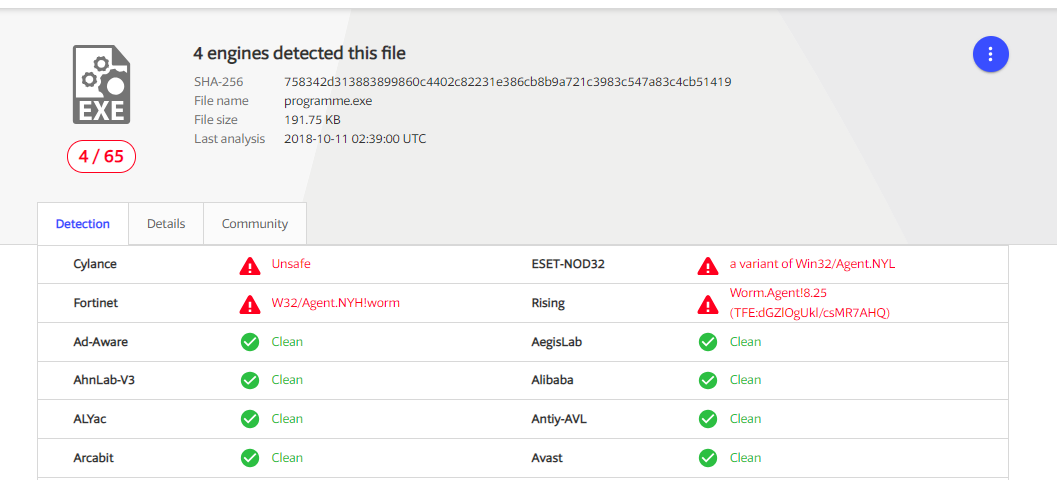 4 engines detected this file
SHA-256 758342d313883899860c4402c82231e386cb8b9a721c3983c547a83c4cb51419
File name programme.exe
File size 191.75 KB
Last analysis 2018-10-11 02:39:00 UTC
EXE
4 / 65
Detection Details Community
Cylance Unsafe ESET-NOD32 a variant of Win32/Agent.NYL
Fortinet W32/Agent.NYH!worm Rising Worm.Agent!8.25
(TFE:dGZlOgUkl/csMR7AHQ)
Ad-Aware Clean AegisLab Clean
AhnLab-V3 Clean Alibaba Clean
ALYac Clean Antiy-AVL Clean
Arcabit Clean Avast Clean